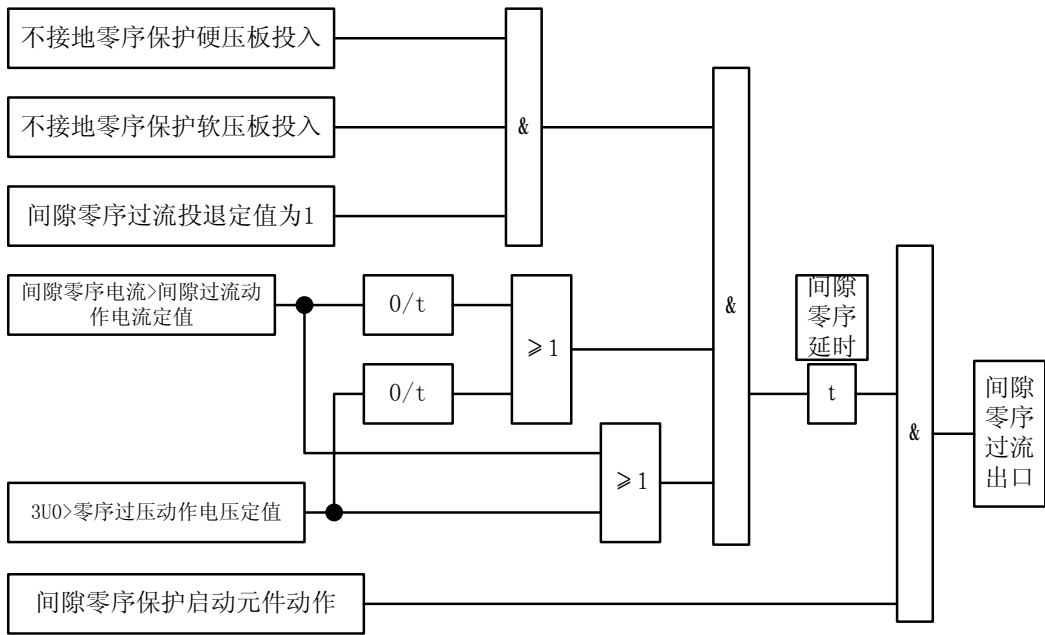 不接地零序保护硬压板投入
&
不接地零序保护软压板投入
间隙零序过流投退定值为1
间隙零序电流>间隙过流动
作电流定值
0/t
≥1
0/t
&
间隙
零序
延时
t
3U0>零序过压动作电压定值
≥1
&
间隙
零序
过流
出口
间隙零序保护启动元件动作